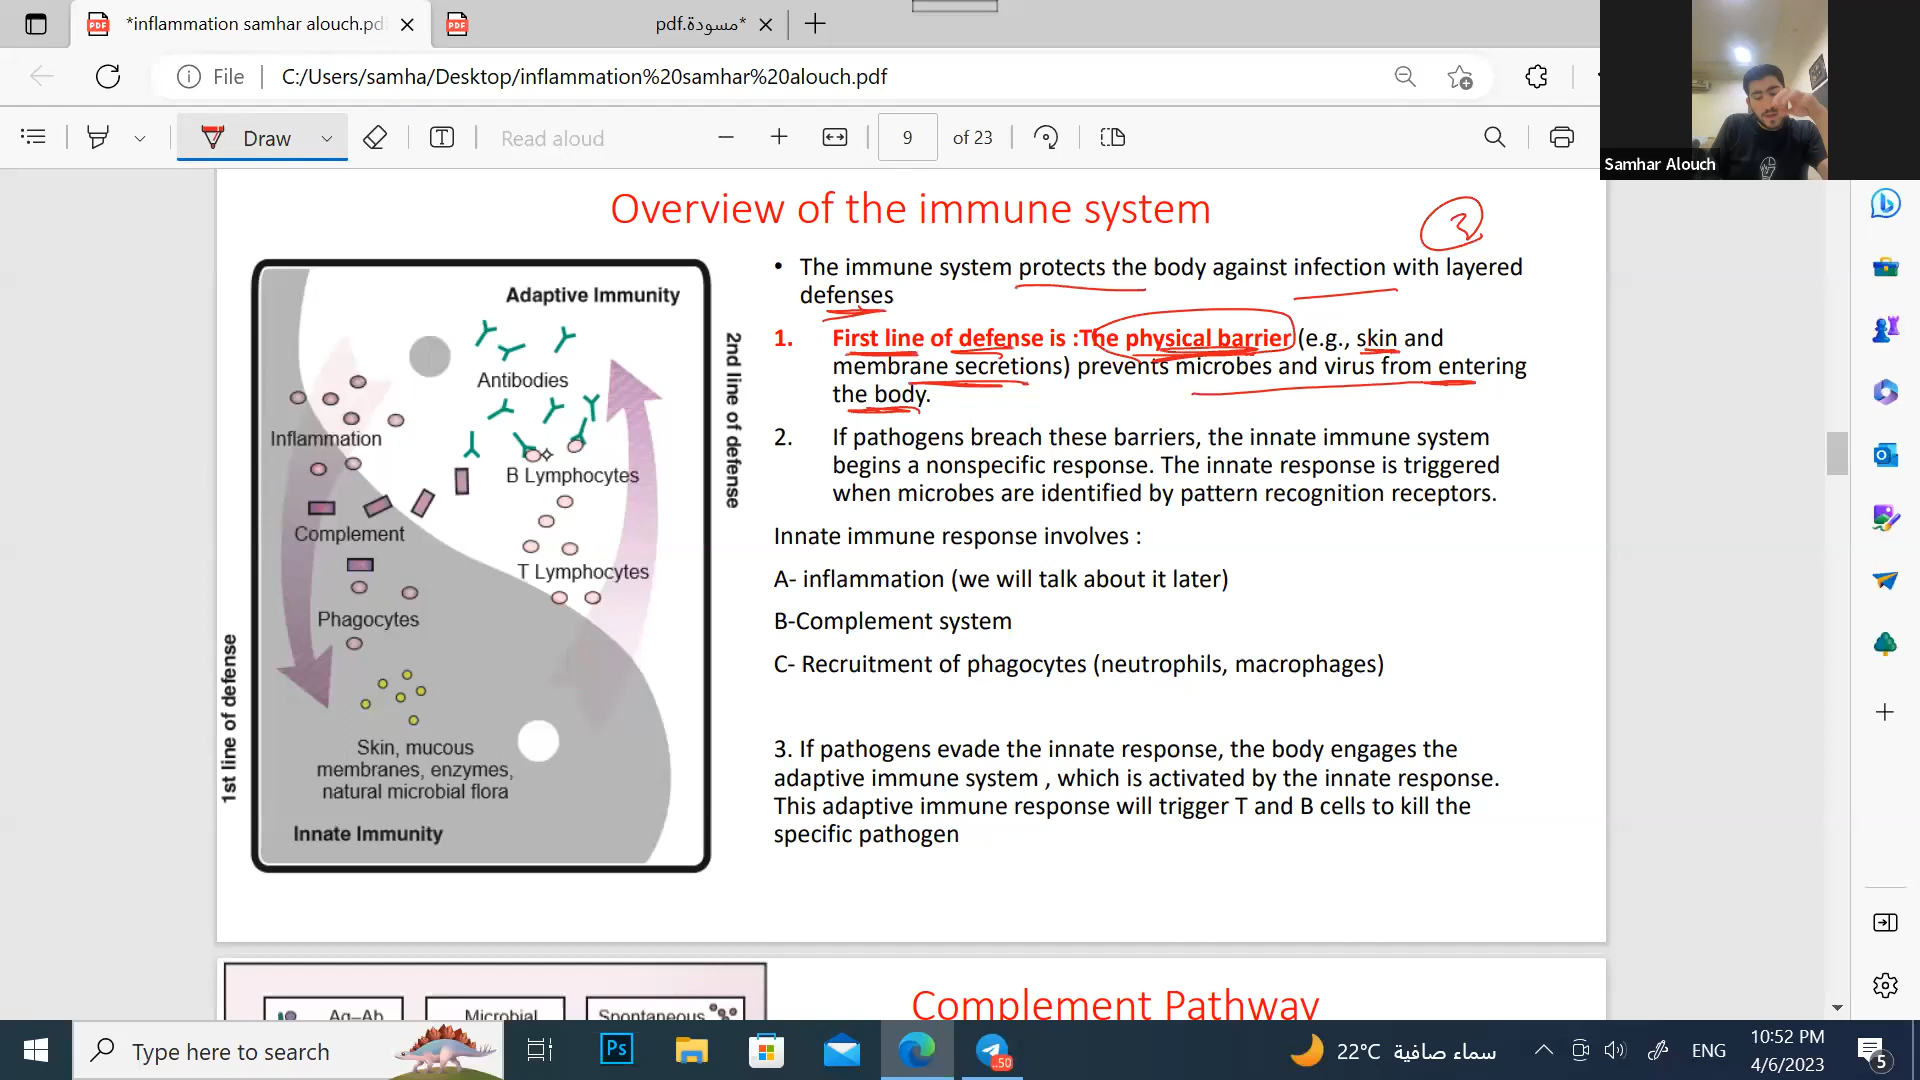 *inflammation samhar alouch.pd
*مسودة.pdf
File
C:/Users/samha/Desktop/inflammation%20samhar%20alouch.pdf
Draw
Read aloud
9
of 23
Samhar Alouch
Overview of the immune system
3
• The immune system protects the body against infection with layered
defenses
1. First line of defense is :The physical barrier (e.g., skin and
membrane secretions) prevents microbes and virus from entering
the body.
2. If pathogens breach these barriers, the innate immune system
begins a nonspecific response. The innate response is triggered
when microbes are identified by pattern recognition receptors.
Innate immune response involves :
A- inflammation (we will talk about it later)
B-Complement system
C- Recruitment of phagocytes (neutrophils, macrophages)
3. If pathogens evade the innate response, the body engages the
adaptive immune system , which is activated by the innate response.
This adaptive immune response will trigger T and B cells to kill the
specific pathogen
Adaptive Immunity
Antibodies
Inflammation
B Lymphocytes
Complement
T Lymphocytes
Phagocytes
Skin, mucous
membranes, enzymes,
natural microbial flora
Innate Immunity
1st line of defense
2nd line of defense
Ag–Ab
Microbial
Spontaneous
Complement Pathway
Type here to search
Ps
..50
22°C سماء صافية
ENG
10:52 PM
4/6/2023
5